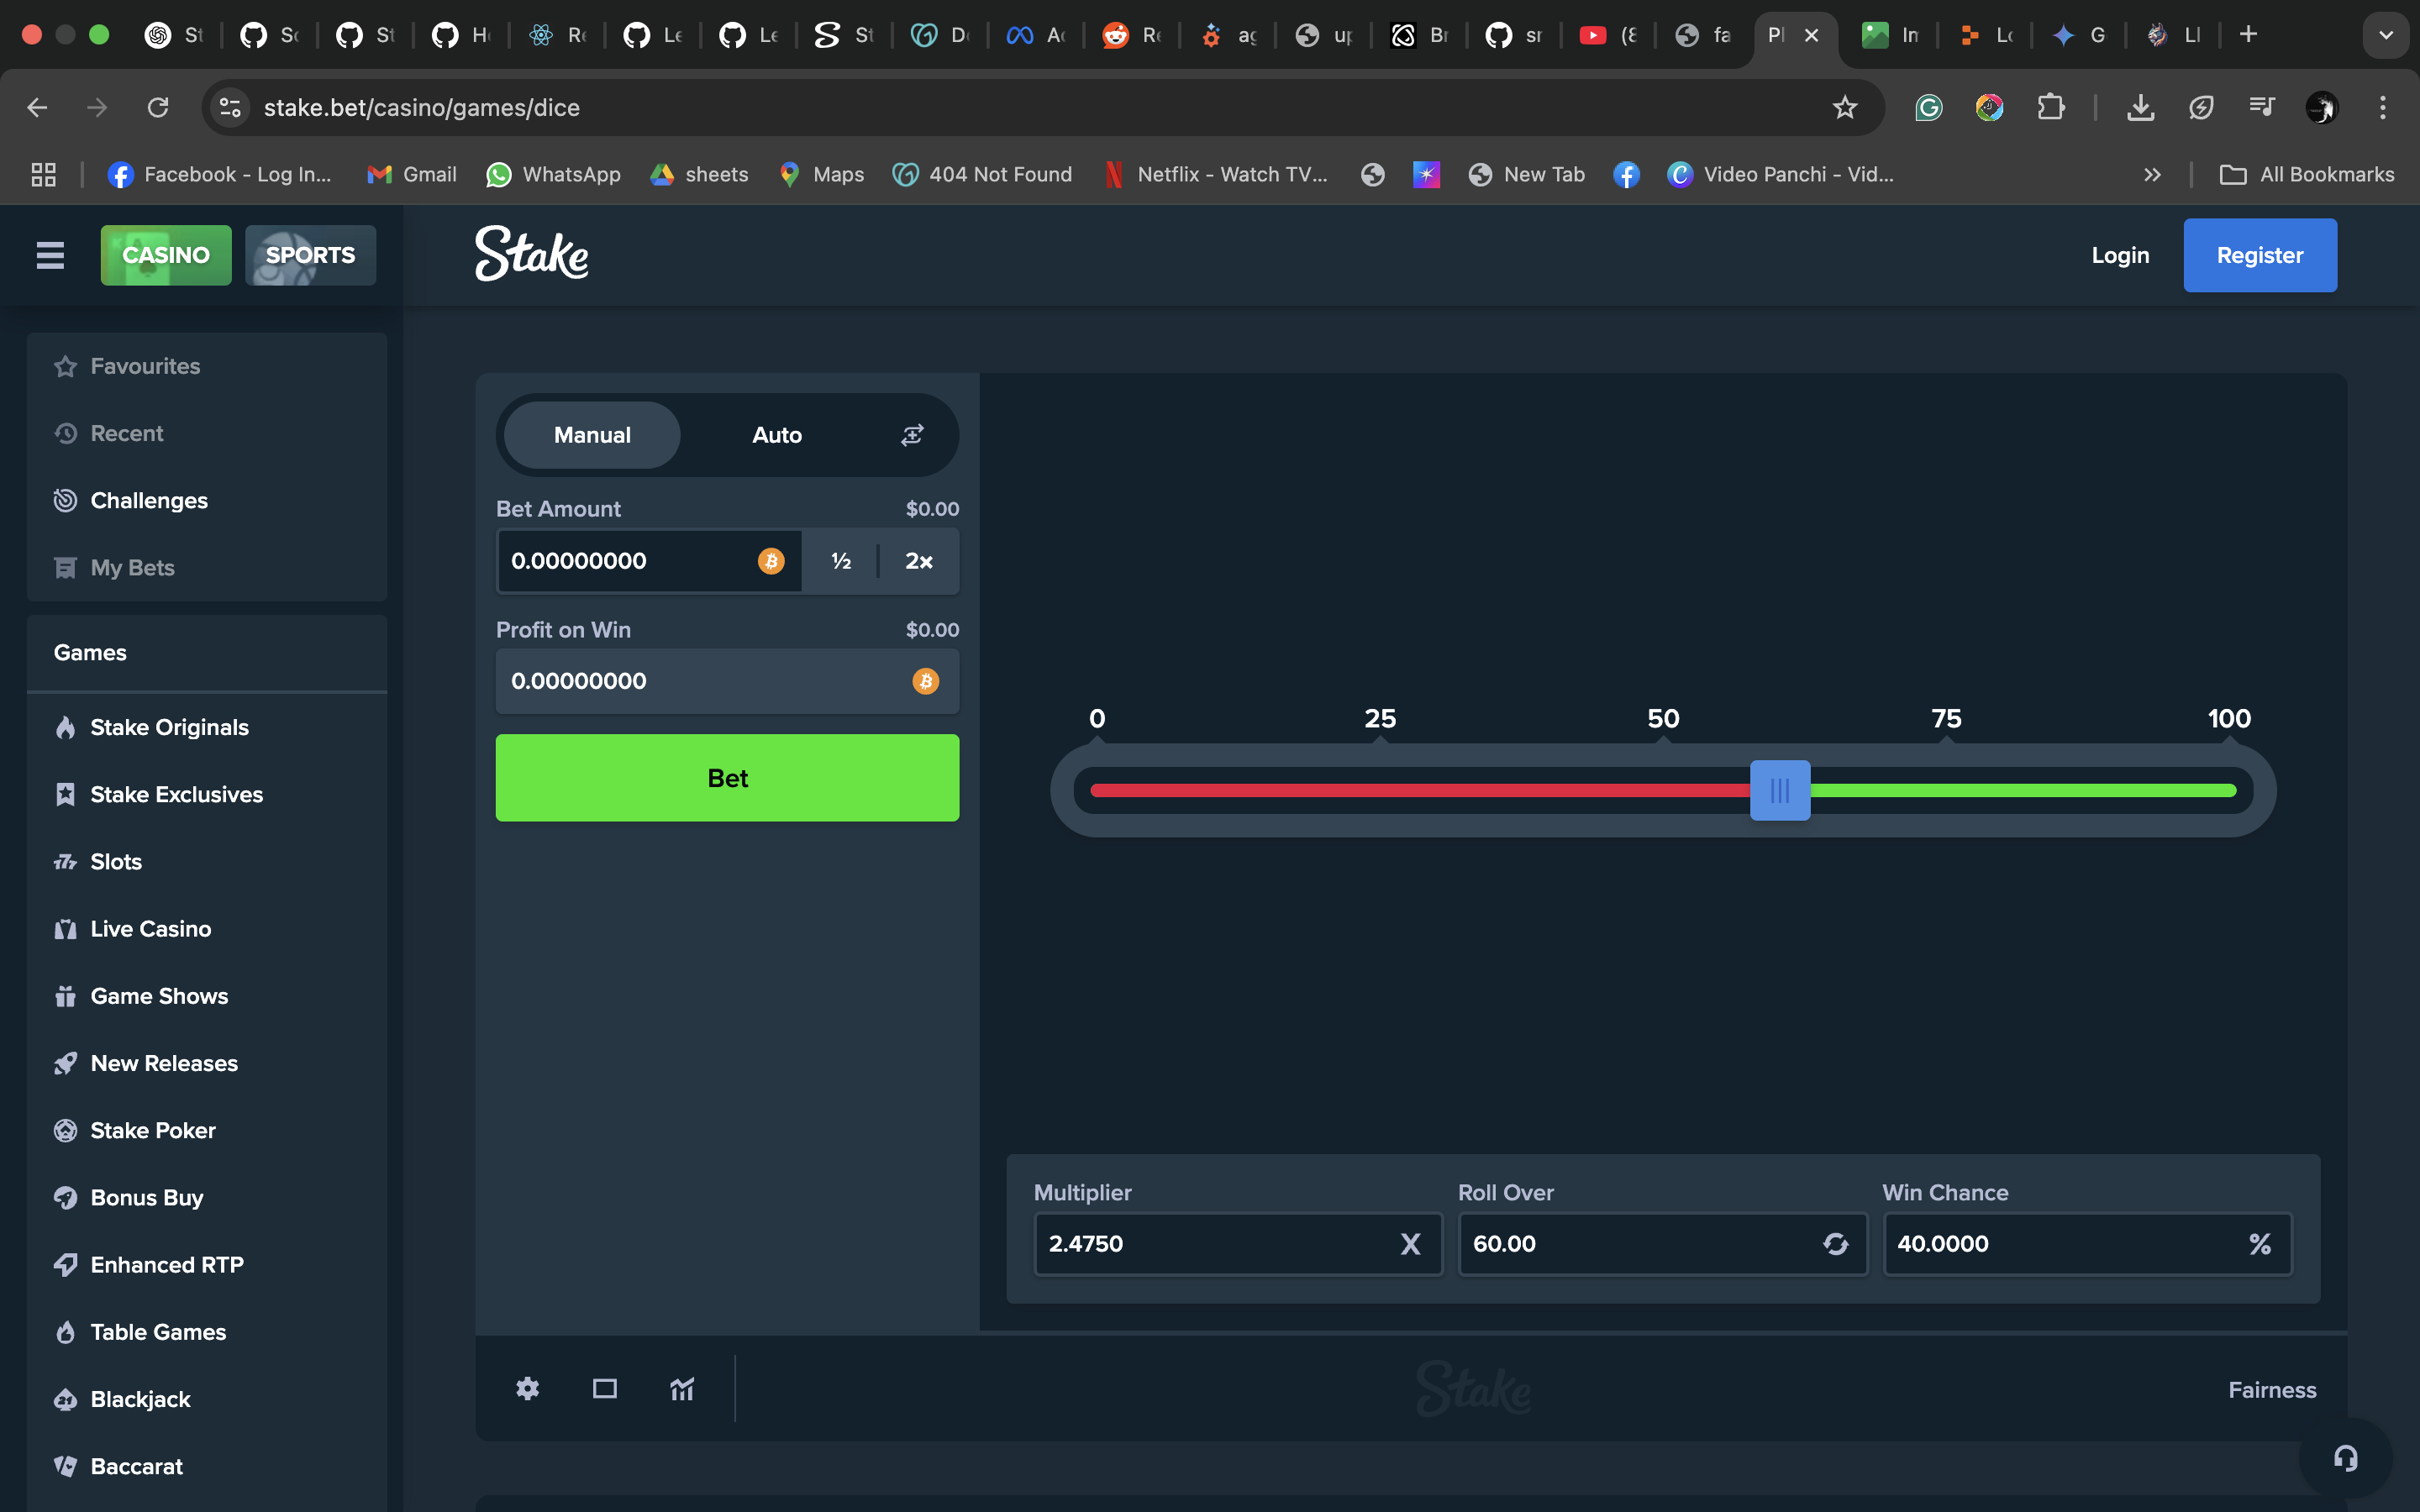 St Sc St H Re Le Le St D A Re ag up Br sr (8 fa Pl In Lo G Ll
stake.bet/casino/games/dice
Facebook - Log In... Gmail WhatsApp sheets Maps 404 Not Found Netflix - Watch TV... New Tab Video Panchi - Vid... All Bookmarks
CASINO SPORTS Stake Login Register
Favourites
Recent
Challenges
My Bets
Games
Stake Originals
Stake Exclusives
Slots
Live Casino
Game Shows
New Releases
Stake Poker
Bonus Buy
Enhanced RTP
Table Games
Blackjack
Baccarat
Manual Auto
Bet Amount $0.00
0.00000000 ½ 2×
Profit on Win $0.00
0.00000000
Bet
0 25 50 75 100
Multiplier Roll Over Win Chance
2.4750 X 60.00 40.0000 %
Stake Fairness